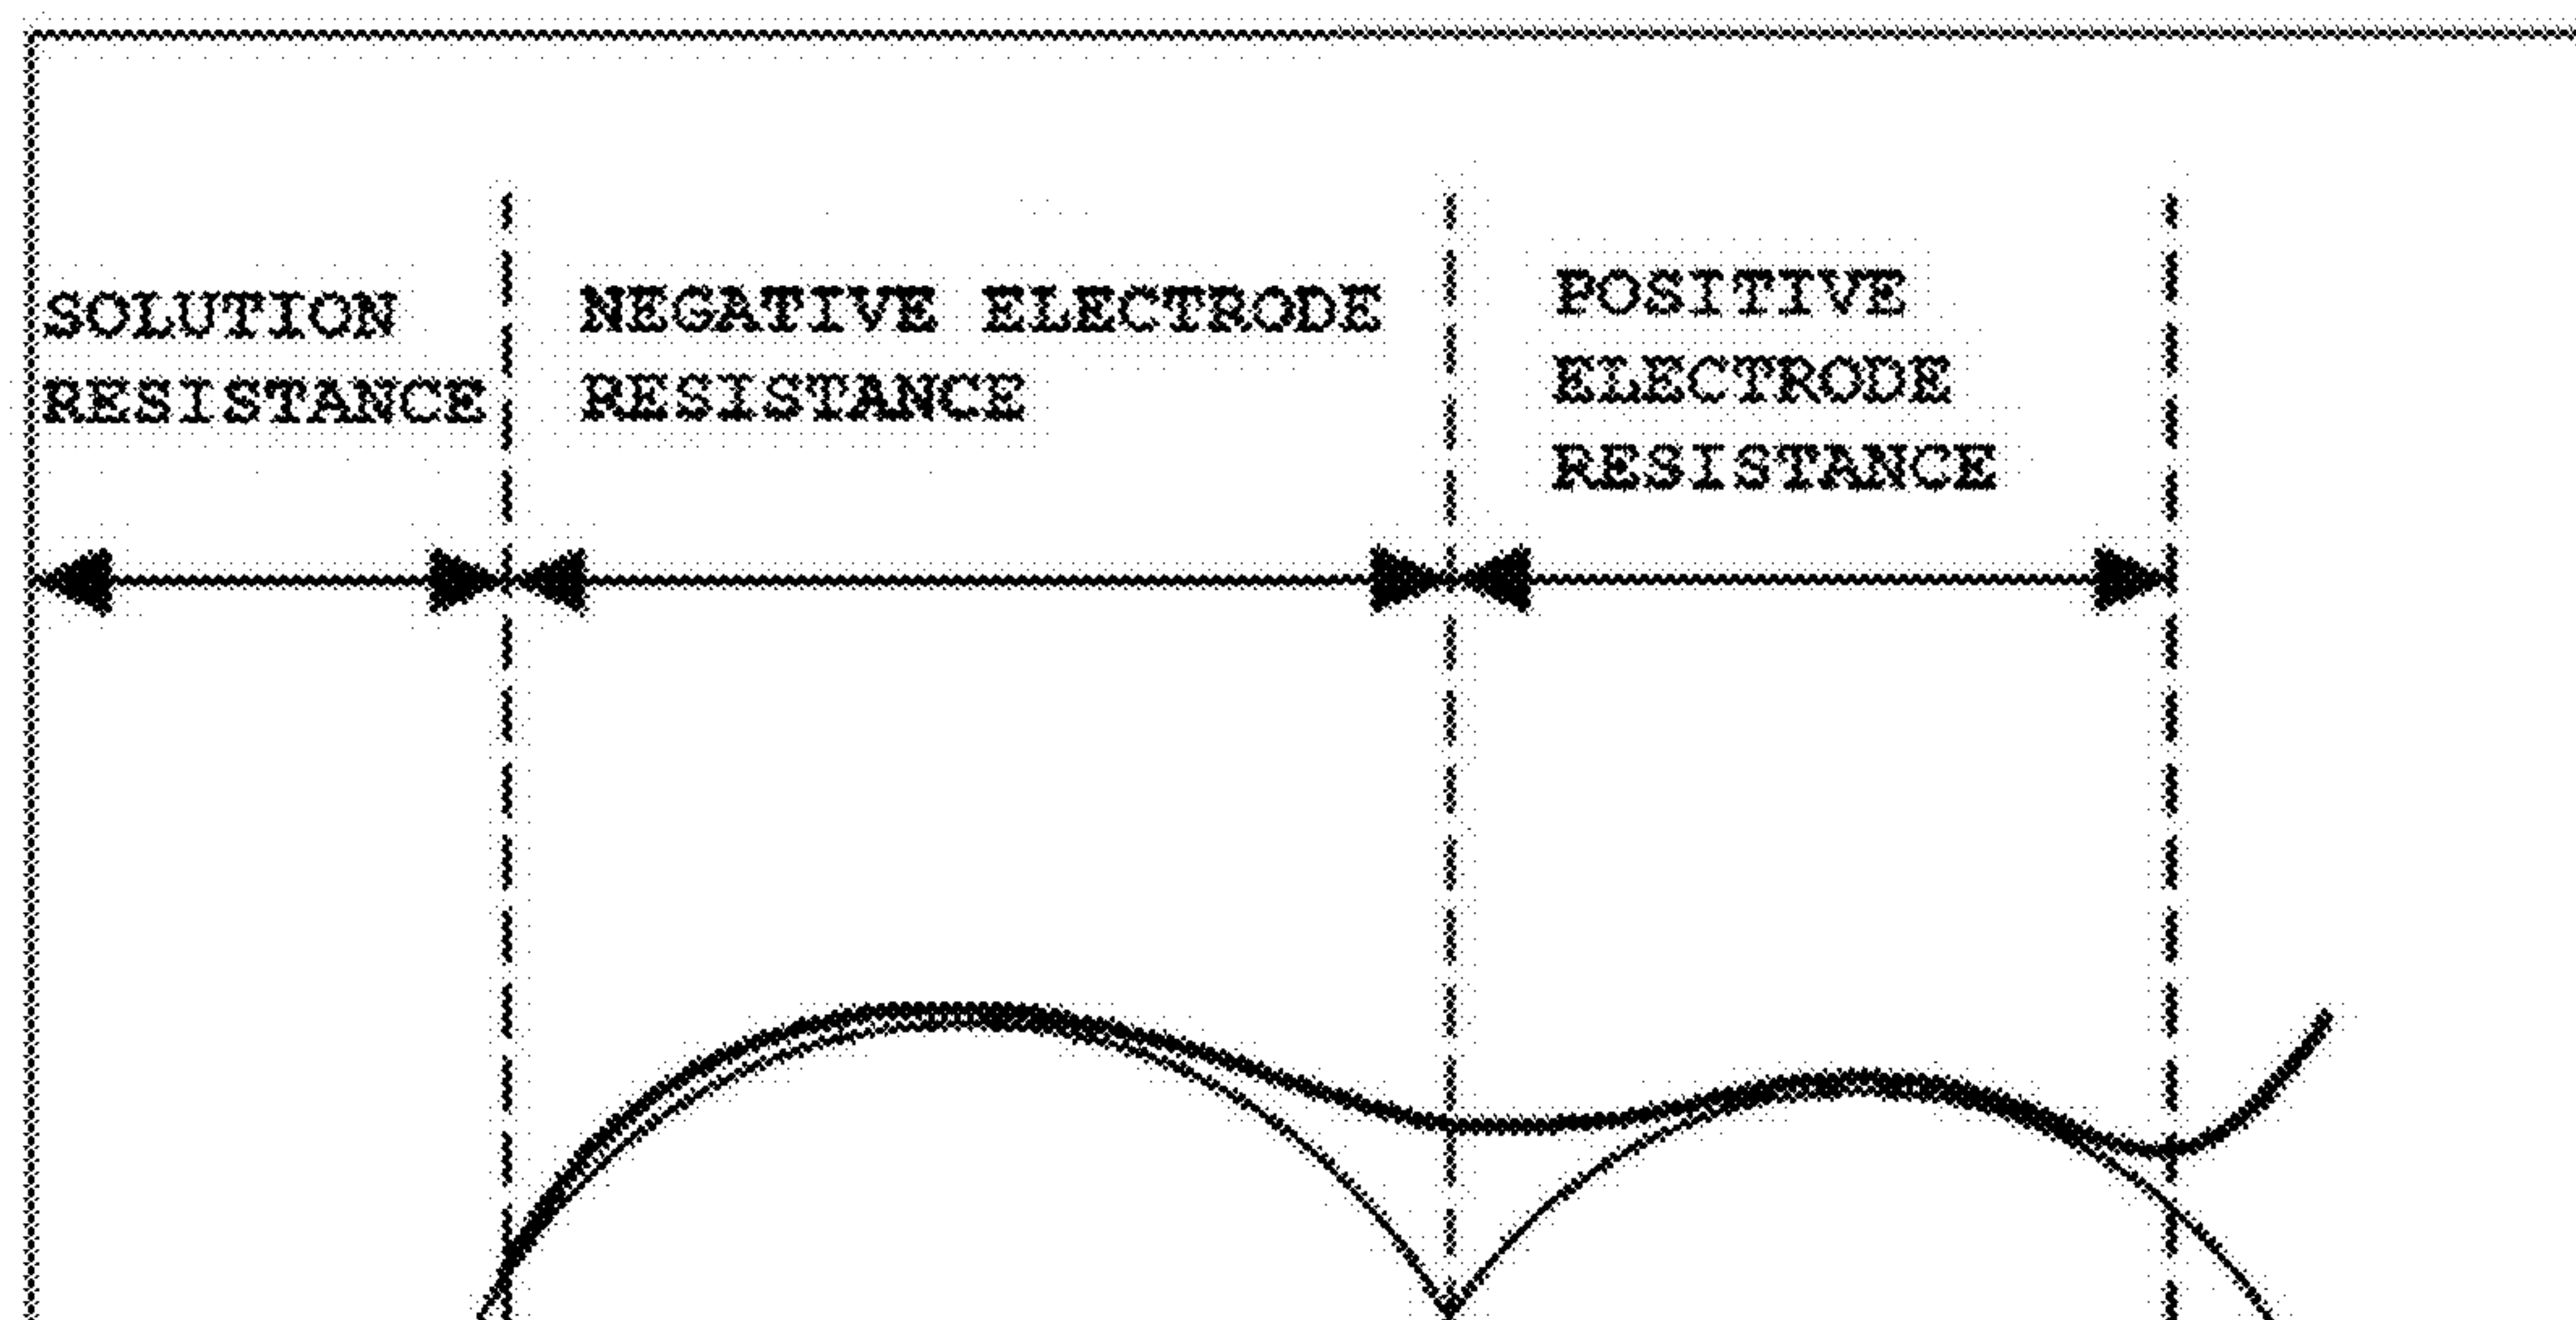 SOLUTION
RESISTANCE
NEGATIVE ELECTRODE
RESISTANCE
POSITIVE
ELECTRODE
RESISTANCE